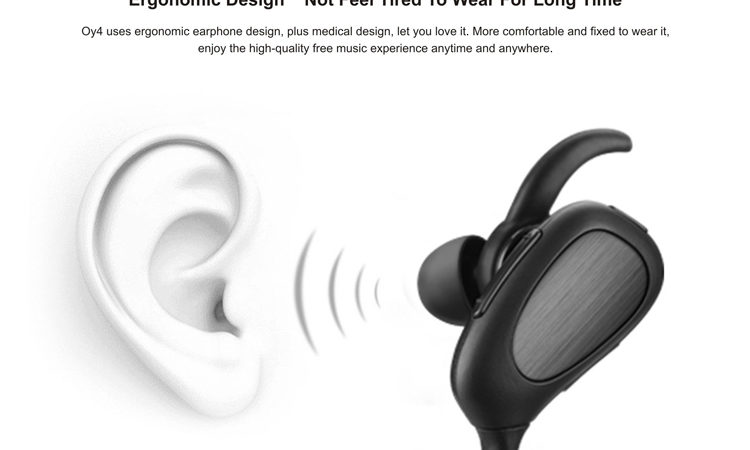 Ergonomic Design Not Feel Tired To Wear For Long Time
Oy4 uses ergonomic earphone design, plus medical design, let you love it. More comfortable and fixed to wear it,
enjoy the high-quality free music experience anytime and anywhere.